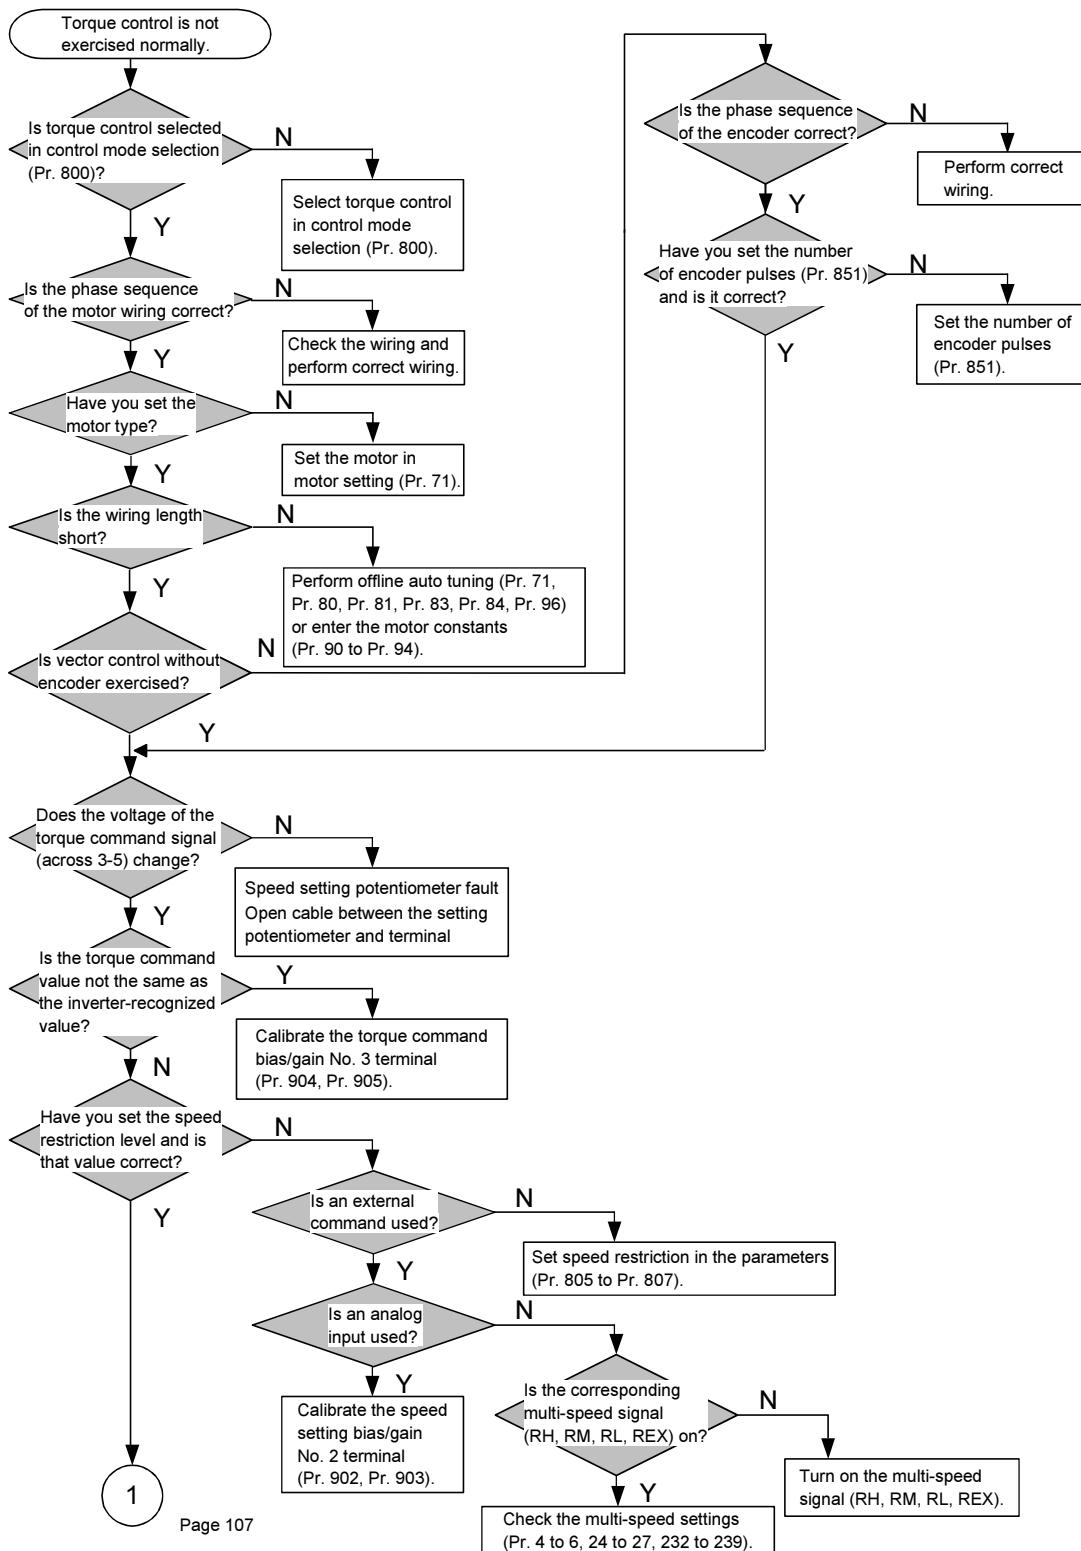 Torque control is not
exercised normally.
Is torque control selected
in control mode selection
(Pr. 800)?
N
Select torque control
in control mode
selection (Pr. 800).
Y
Is the phase sequence
of the motor wiring correct?
N
Check the wiring and
perform correct wiring.
Y
Have you set the
motor type?
N
Set the motor in
motor setting (Pr. 71).
Y
Is the wiring length
short?
N
Perform offline auto tuning (Pr. 71,
Pr. 80, Pr. 81, Pr. 83, Pr. 84, Pr. 96)
or enter the motor constants
(Pr. 90 to Pr. 94).
Y
Is vector control without
encoder exercised?
N
Is the phase sequence
of the encoder correct?
N
Perform correct
wiring.
Y
Have you set the number
of encoder pulses (Pr. 851)
and is it correct?
N
Set the number of
encoder pulses
(Pr. 851).
Y
Y
Does the voltage of the
torque command signal
(across 3-5) change?
N
Speed setting potentiometer fault
Open cable between the setting
potentiometer and terminal
Y
Is the torque command
value not the same as
the inverter-recognized
value?
Y
Calibrate the torque command
bias/gain No. 3 terminal
(Pr. 904, Pr. 905).
N
Have you set the speed
restriction level and is
that value correct?
N
Is an external
command used?
N
Set speed restriction in the parameters
(Pr. 805 to Pr. 807).
Y
Y
Is an analog
input used?
N
Y
Calibrate the speed
setting bias/gain
No. 2 terminal
(Pr. 902, Pr. 903).
Is the corresponding
multi-speed signal
(RH, RM, RL, REX) on?
N
Turn on the multi-speed
signal (RH, RM, RL, REX).
Y
Check the multi-speed settings
(Pr. 4 to 6, 24 to 27, 232 to 239).
1
Page 107